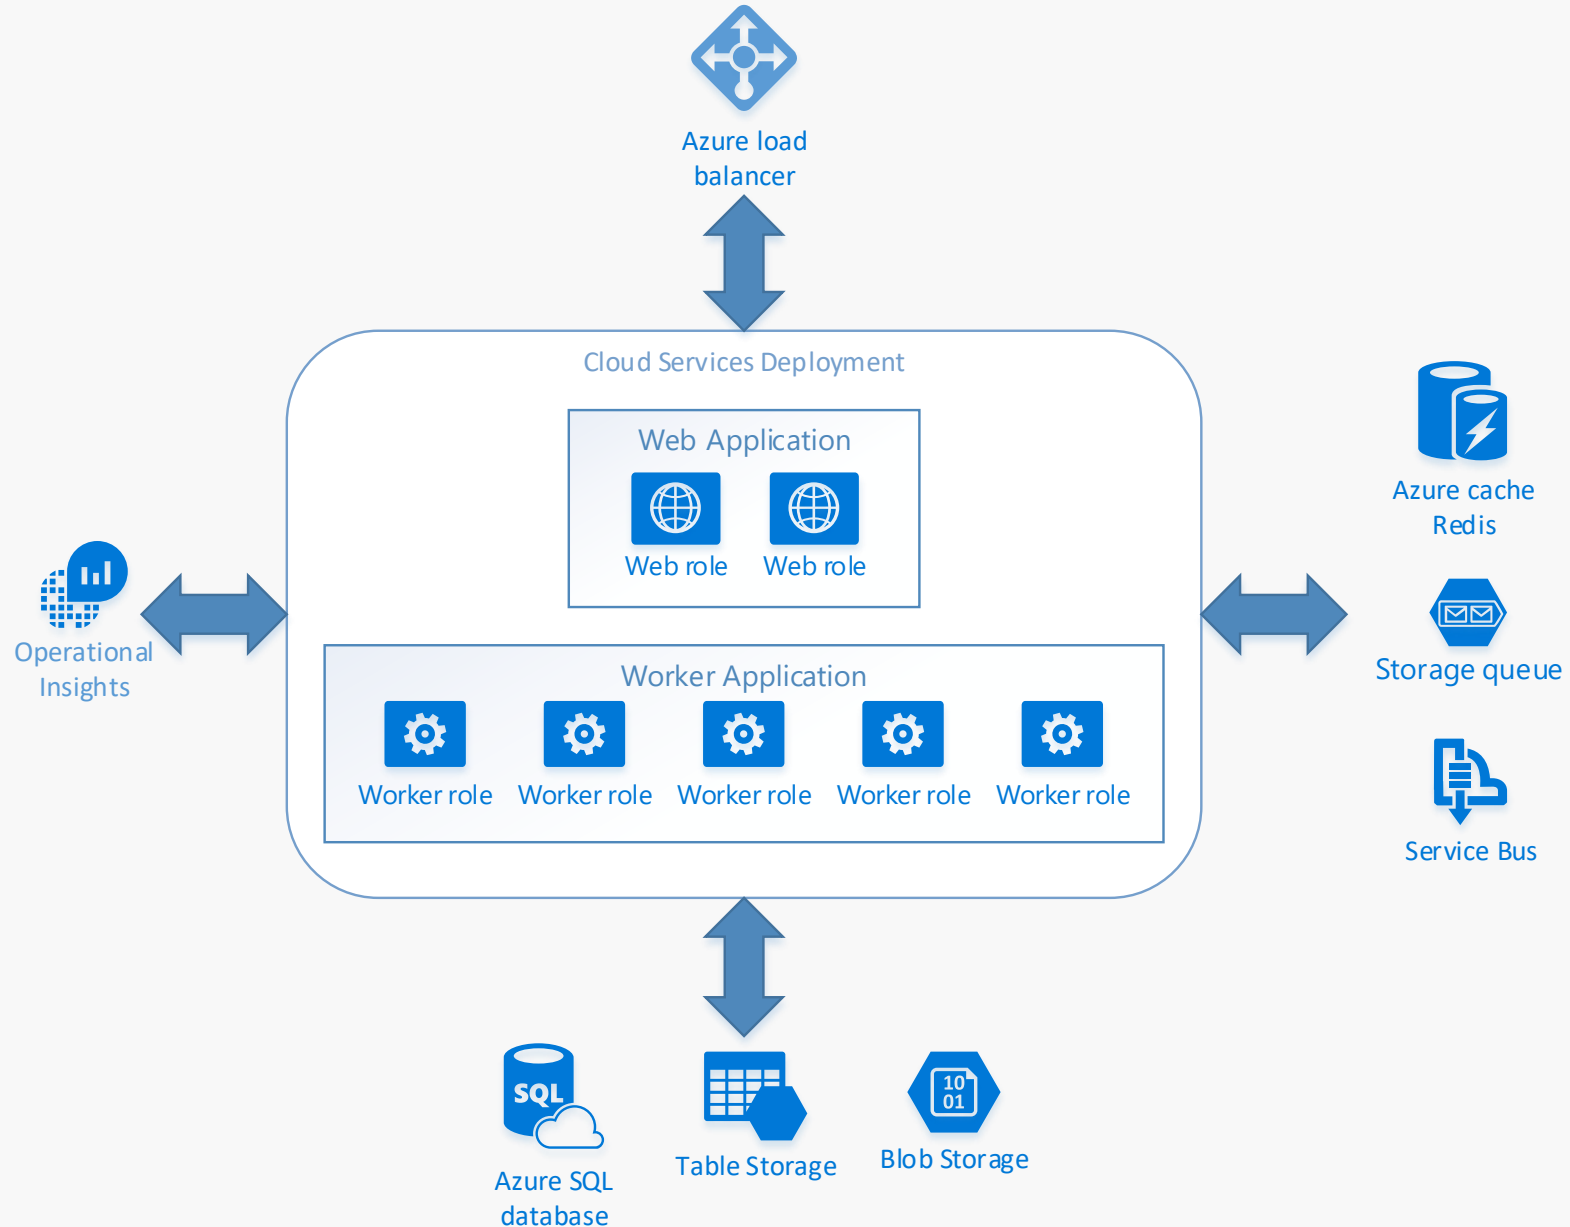 Azure load
balancer
Cloud Services Deployment
Web Application
Web role
Web role
Azure cache
Redis
Operational
Insights
Storage queue
Worker Application
Worker role
Worker role
Worker role
Worker role
Worker role
Service Bus
SQL
10
01
Azure SQL
database
Table Storage
Blob Storage